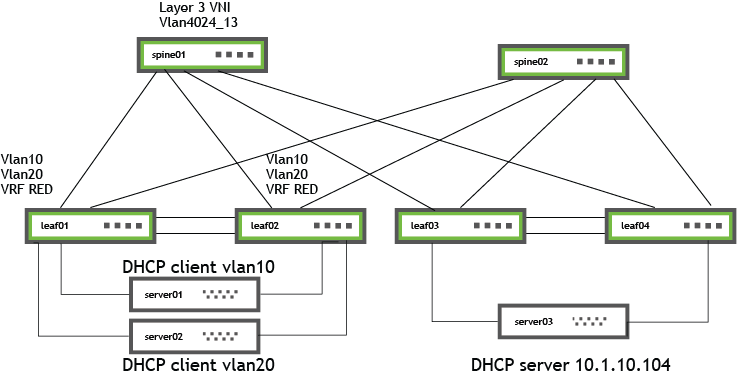 Layer 3 VNI
Vlan4024_13
spine01
spine02
Vlan10
Vlan20
VRF RED
Vlan10
Vlan20
VRF RED
leaf01
leaf02
leaf03
leaf04
DHCP client vlan10
server01
server02
DHCP client vlan20
server03
DHCP server 10.1.10.104